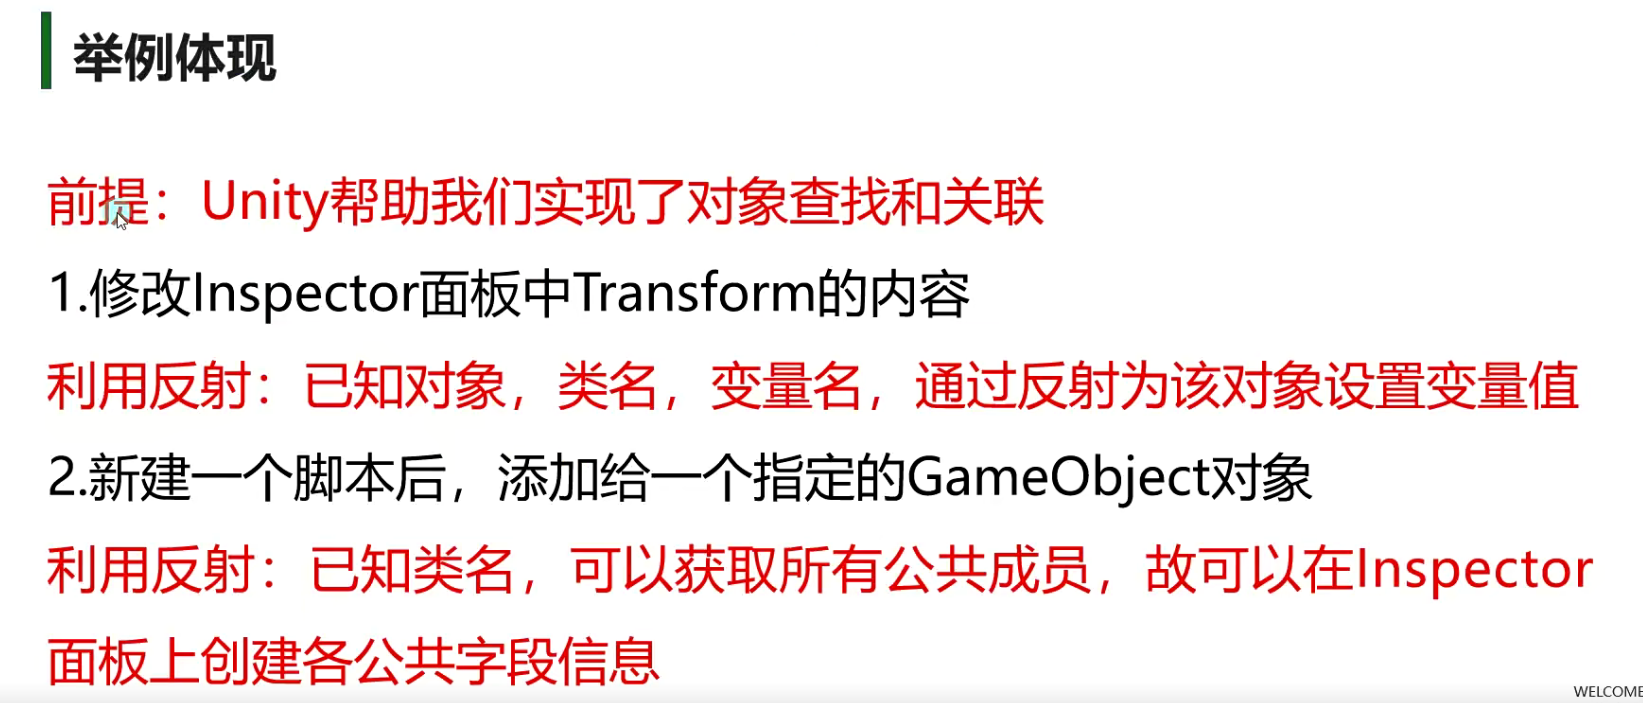 举例体现
前提：Unity帮助我们实现了对象查找和关联
1.修改Inspector面板中Transform的内容
利用反射：已知对象，类名，变量名，通过反射为该对象设置变量值
2.新建一个脚本后，添加给一个指定的GameObject对象
利用反射：已知类名，可以获取所有公共成员，故可以在Inspector
面板上创建各公共字段信息
WELCOME